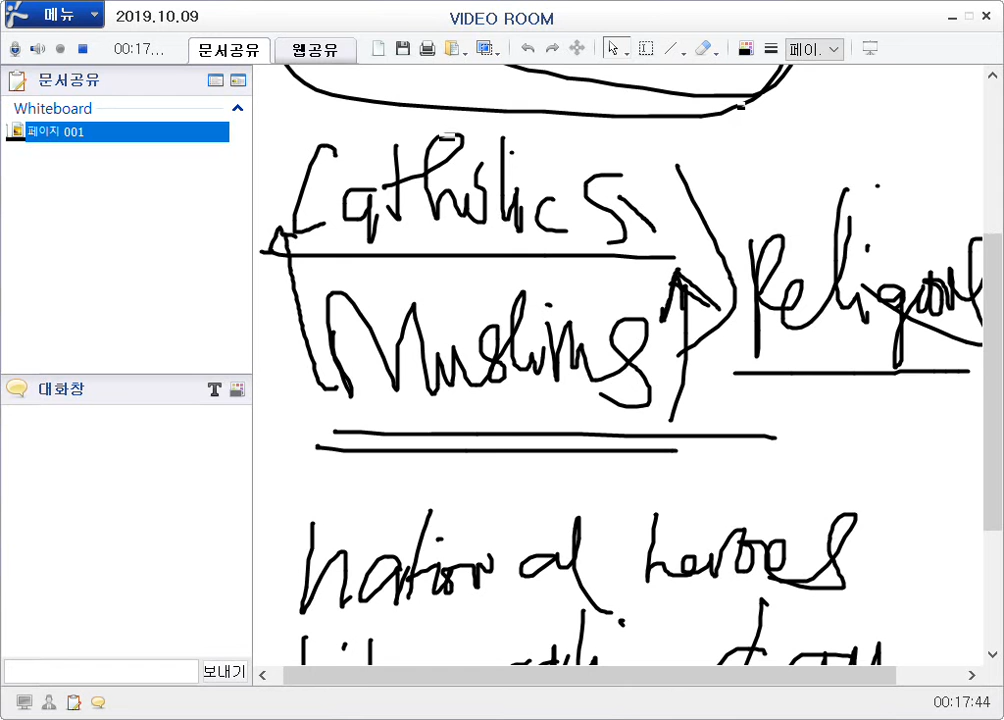 메뉴 2019.10.09 VIDEO ROOM
00:17... 문서공유 웹공유 페이.
문서공유
Whiteboard
페이지 001
Catholics
Muslims
Religion
대화창
T
national heroes
보내기
00:17:44